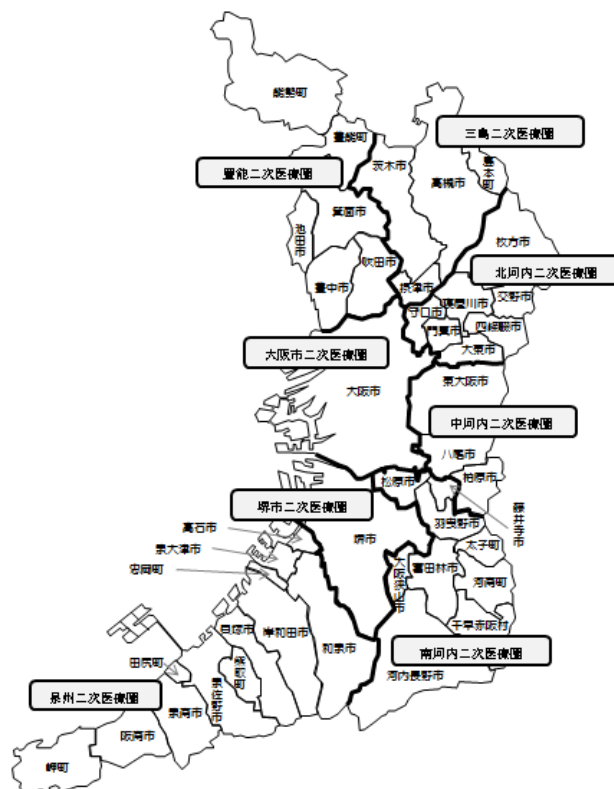 能勢町
豊能町
三島二次医療圏
茨木市
島本町
豊能二次医療圏
高槻市
箕面市
池田市
枚方市
吹田市
北河内二次医療圏
摂津市
豊中市
寝屋川市
交野市
守口市
門真市
四條畷市
大阪市二次医療圏
大東市
東大阪市
大阪市
中河内二次医療圏
八尾市
柏原市
松原市
堺市二次医療圏
羽曳野市
藤井寺市
高石市
太子町
泉大津市
堺市
大阪狭山市
富田林市
忠岡町
河南町
千早赤阪村
貝塚市
岸和田市
和泉市
南河内二次医療圏
田尻町
熊取町
河内長野市
泉佐野市
泉州二次医療圏
泉南市
阪南市
岬町